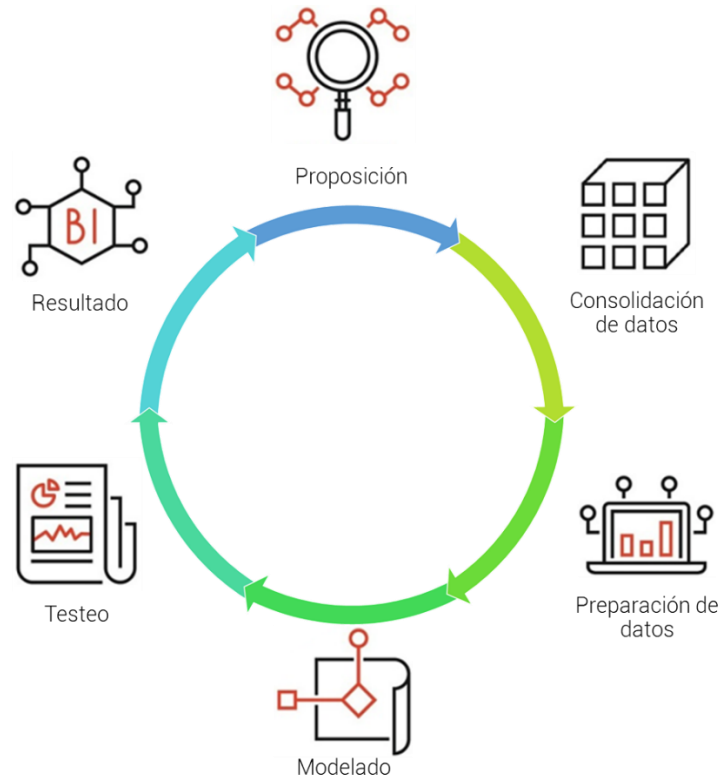 Proposición
Consolidación
de datos
Preparación de
datos
Modelado
Testeo
Resultado
BI